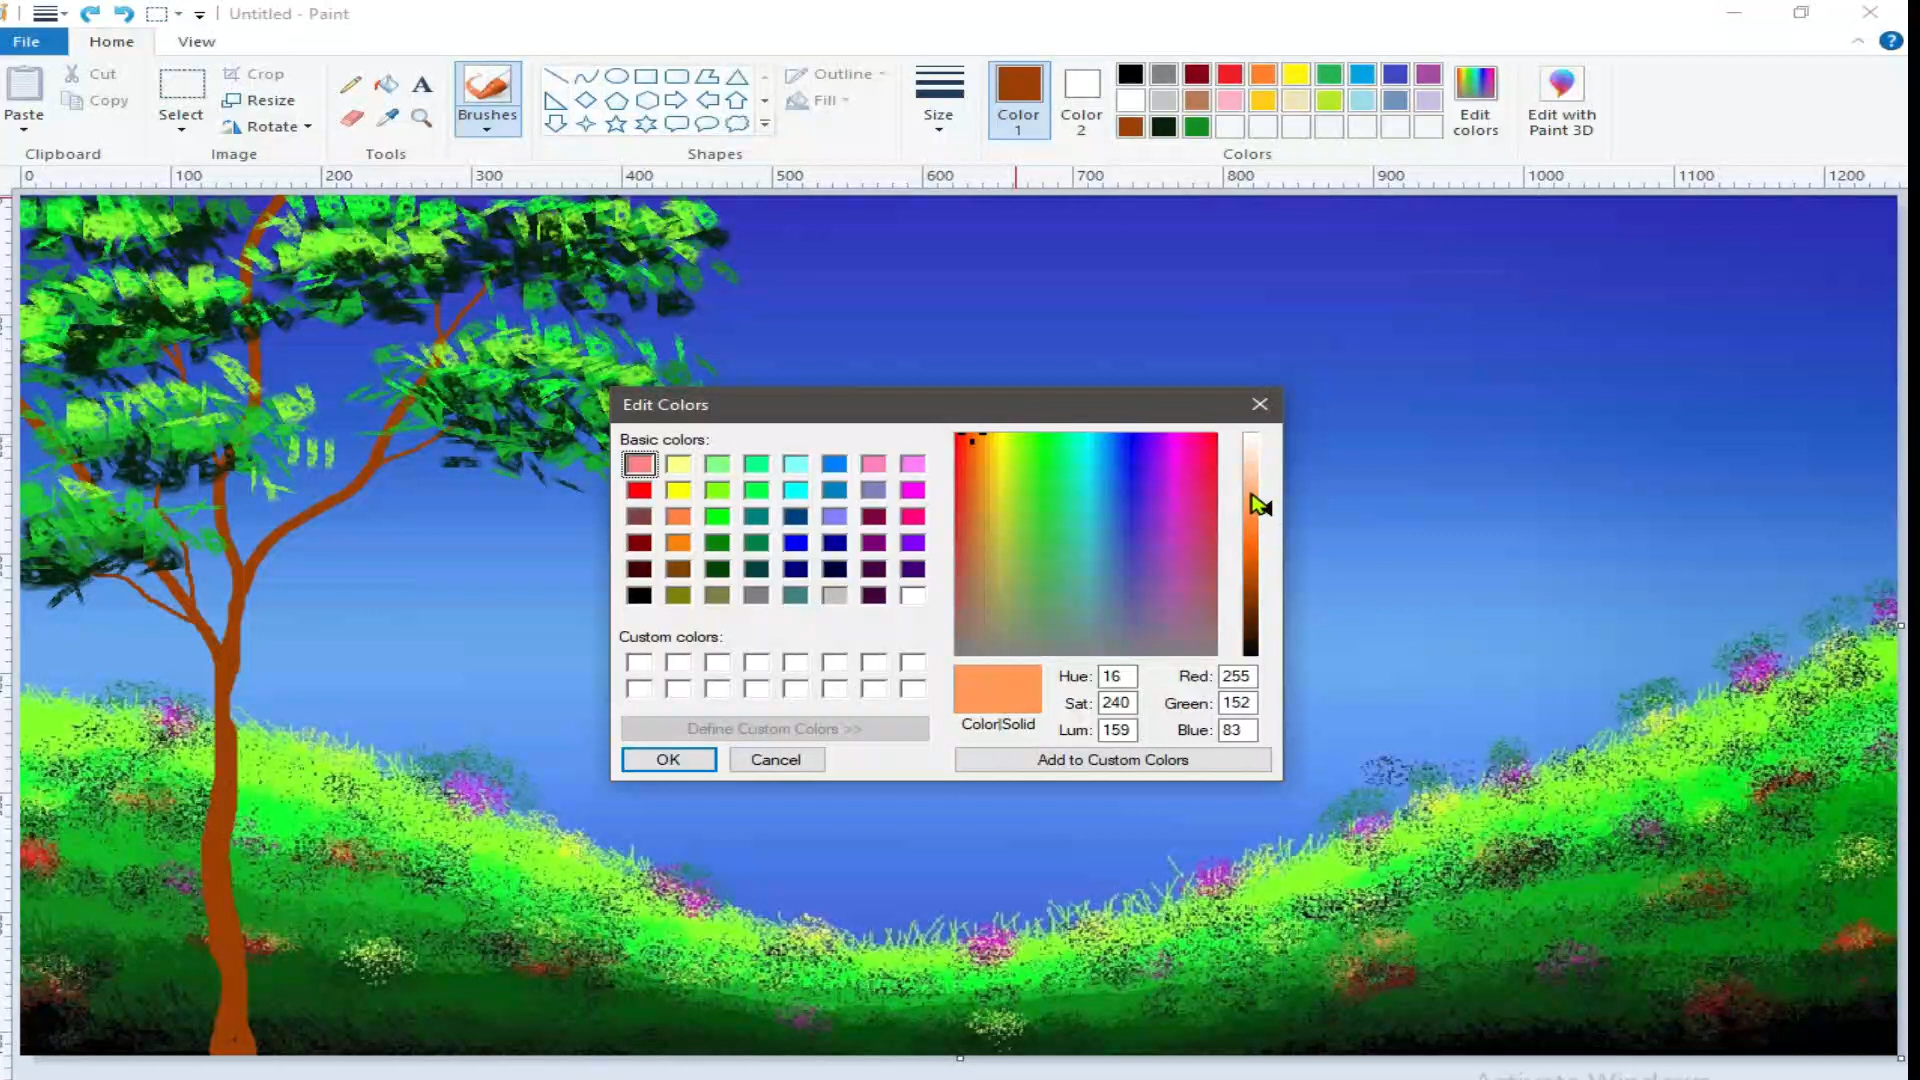 Untitled - Paint
File Home View
Cut
Copy
Paste
Clipboard
Select
Crop
Resize
Rotate
Image
A
Tools
Brushes
Outline
Fill
Shapes
Size
Color 1
Color 2
Edit colors
Colors
Edit with Paint 3D
?
0 100 200 300 400 500 600 700 800 900 1000 1100 1200
Edit Colors
Basic colors:
Custom colors:
Define Custom Colors >>
OK Cancel
Color|Solid
Hue: 16 Red: 255
Sat: 240 Green: 152
Lum: 159 Blue: 83
Add to Custom Colors
Activate Windows